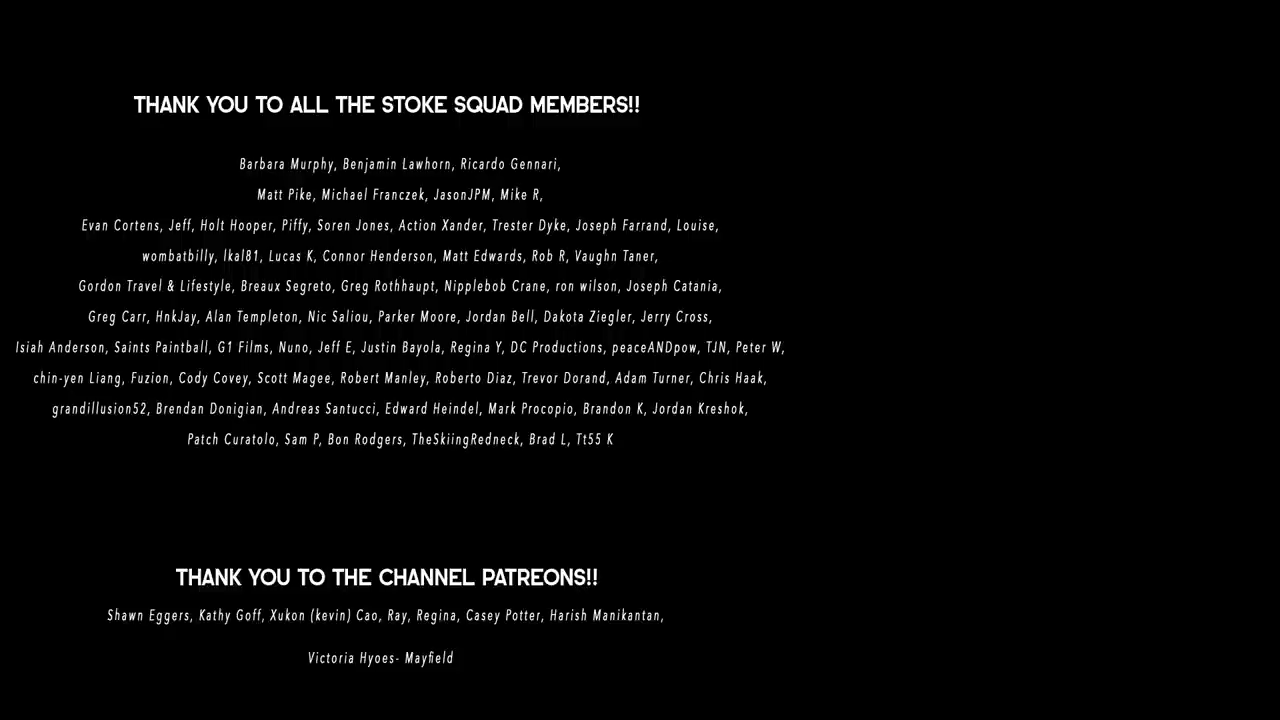 THANK YOU TO ALL THE STOKE SQUAD MEMBERS!!
Barbara Murphy, Benjamin Lawhorn, Ricardo Gennari,
Matt Pike, Michael Franczek, JasonJPM, Mike R,
Evan Cortens, Jeff, Holt Hooper, Piffy, Soren Jones, Action Xander, Trester Dyke, Joseph Farrand, Louise,
wombatbilly, lkal81, Lucas K, Connor Henderson, Matt Edwards, Rob R, Vaughn Taner,
Gordon Travel & Lifestyle, Breaux Segreto, Greg Rothhaupt, Nipplebob Crane, ron wilson, Joseph Catania,
Greg Carr, HnkJay, Alan Templeton, Nic Saliou, Parker Moore, Jordan Bell, Dakota Ziegler, Jerry Cross,
Isiah Anderson, Saints Paintball, G1 Films, Nuno, Jeff E, Justin Bayola, Regina Y, DC Productions, peaceANDpow, TJN, Peter W,
chin-yen Liang, Fuzion, Cody Covey, Scott Magee, Robert Manley, Roberto Diaz, Trevor Dorand, Adam Turner, Chris Haak,
grandillusion52, Brendan Donigian, Andreas Santucci, Edward Heindel, Mark Procopio, Brandon K, Jordan Kreshok,
Patch Curatolo, Sam P, Bon Rodgers, TheSkiingRedneck, Brad L, Tt55 K
THANK YOU TO THE CHANNEL PATREONS!!
Shawn Eggers, Kathy Goff, Xukon (kevin) Cao, Ray, Regina, Casey Potter, Harish Manikantan,
Victoria Hyoes- Mayfield